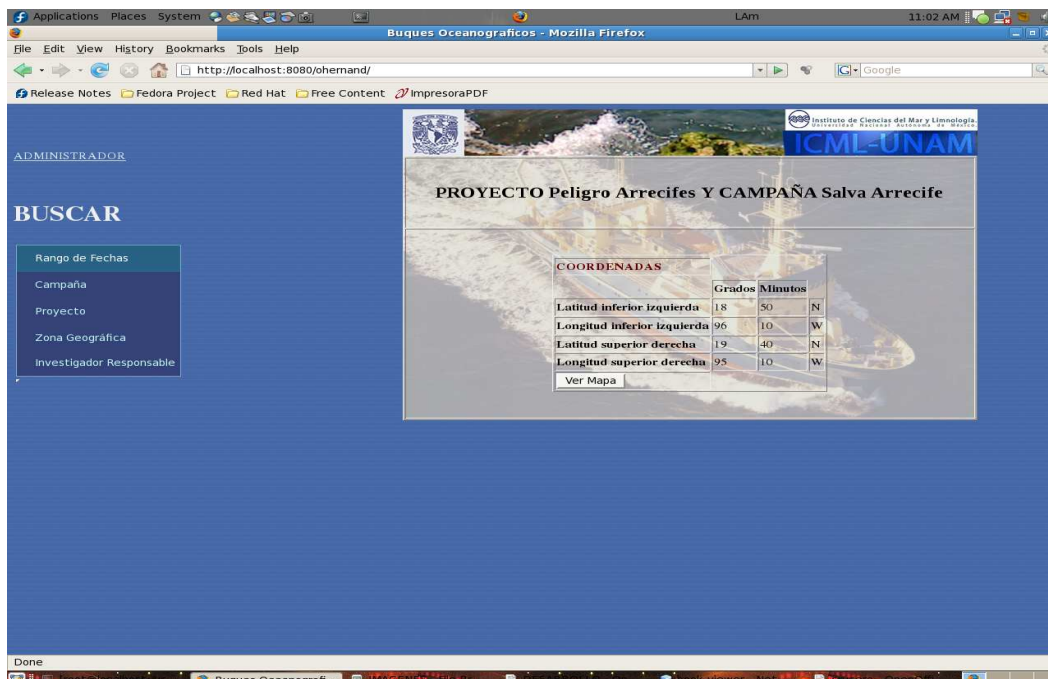 Applications Places System
LAm
11:02 AM
Buques Oceanograficos - Mozilla Firefox
File Edit View History Bookmarks Tools Help
http://localhost:8080/ohernand/
Google
Release Notes Fedora Project Red Hat Free Content ImpresoraPDF
Instituto de Ciencias del Mar y Limnología.
Universidad Nacional Autónoma de México.
ICML-UNAM
ADMINISTRADOR
BUSCAR
Rango de Fechas
Campaña
Proyecto
Zona Geográfica
Investigador Responsable
PROYECTO Peligro Arrecifes Y CAMPAÑA Salva Arrecife
COORDENADAS
Grados Minutos
Latitud inferior izquierda 18 50 N
Longitud inferior izquierda 96 10 W
Latitud superior derecha 19 40 N
Longitud superior derecha 95 10 W
Ver Mapa
Done